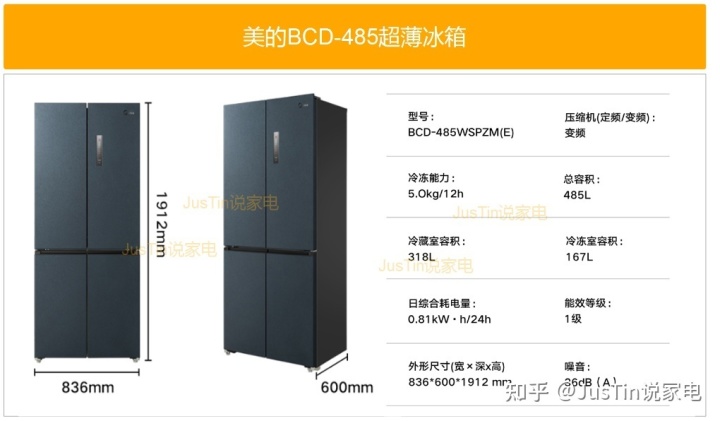 美的BCD-485超薄冰箱
1912mm
836mm
600mm
JusTin说家电
JusTin说家电
JusTin说家电
JusTin说家电
型号：
BCD-485WSPZM(E)
压缩机(定频/变频)：
变频
冷冻能力：
5.0kg/12h
总容积：
485L
冷藏室容积：
318L
冷冻室容积：
167L
日综合耗电量：
0.81kW·h/24h
能效等级：
1级
外形尺寸(宽×深x高)
836*600*1912 mm
噪音：
36dB（A）
知乎 @JusTin说家电